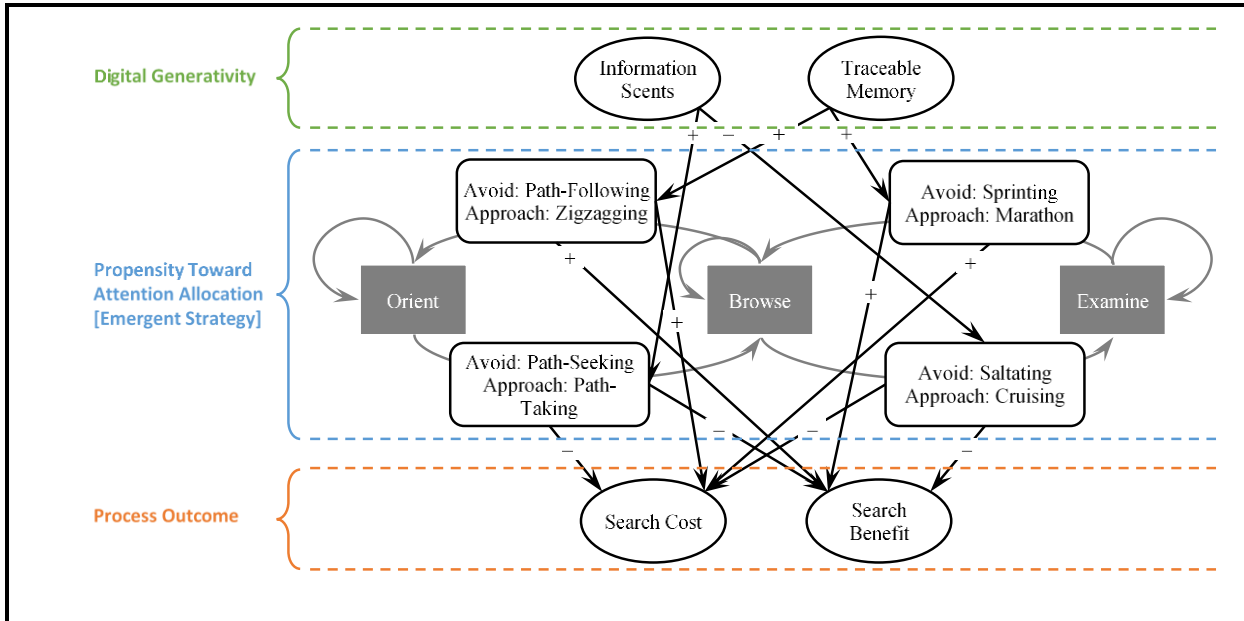 Digital Generativity
Information
Scents
Traceable
Memory
+
−
+
+
Propensity Toward
Attention Allocation
[Emergent Strategy]
Avoid: Path-Following
Approach: Zigzagging
Avoid: Sprinting
Approach: Marathon
+
+
Orient
Browse
Examine
+
+
Avoid: Path-Seeking
Approach: Path-
Taking
Avoid: Saltating
Approach: Cruising
−
−
−
−
Process Outcome
Search Cost
Search
Benefit